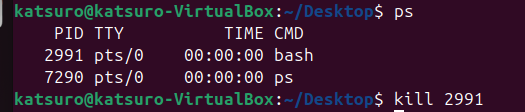 katsuro@katsuro-VirtualBox:~/Desktop$ ps
    PID TTY          TIME CMD
   2991 pts/0    00:00:00 bash
   7290 pts/0    00:00:00 ps
katsuro@katsuro-VirtualBox:~/Desktop$ kill 2991